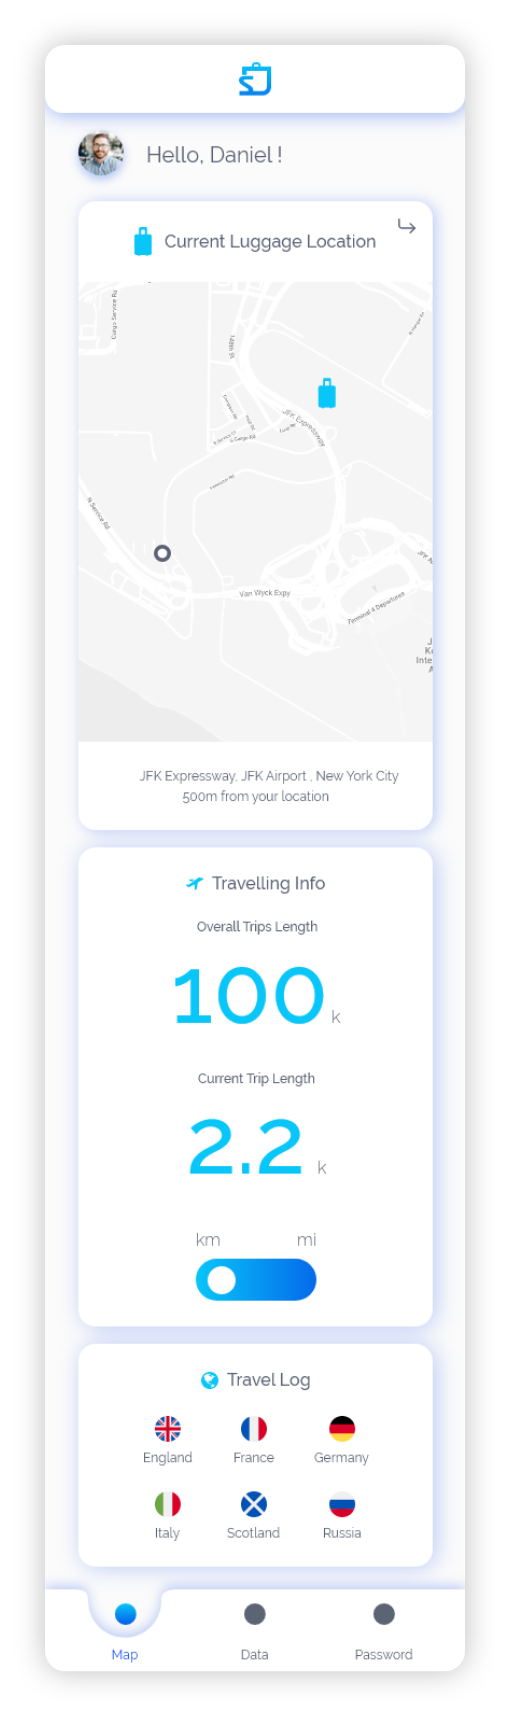 Hello, Daniel !
Current Luggage Location
Cargo Service Rd
148th St
JFK Expressway
N Service Rd
Van Wyck Expy
Terminal 4 Departures
JFK A
J
K
Inte
A
JFK Expressway, JFK Airport , New York City
500m from your location
Travelling Info
Overall Trips Length
100 k
Current Trip Length
2.2 k
km mi
Travel Log
England France Germany
Italy Scotland Russia
Map Data Password